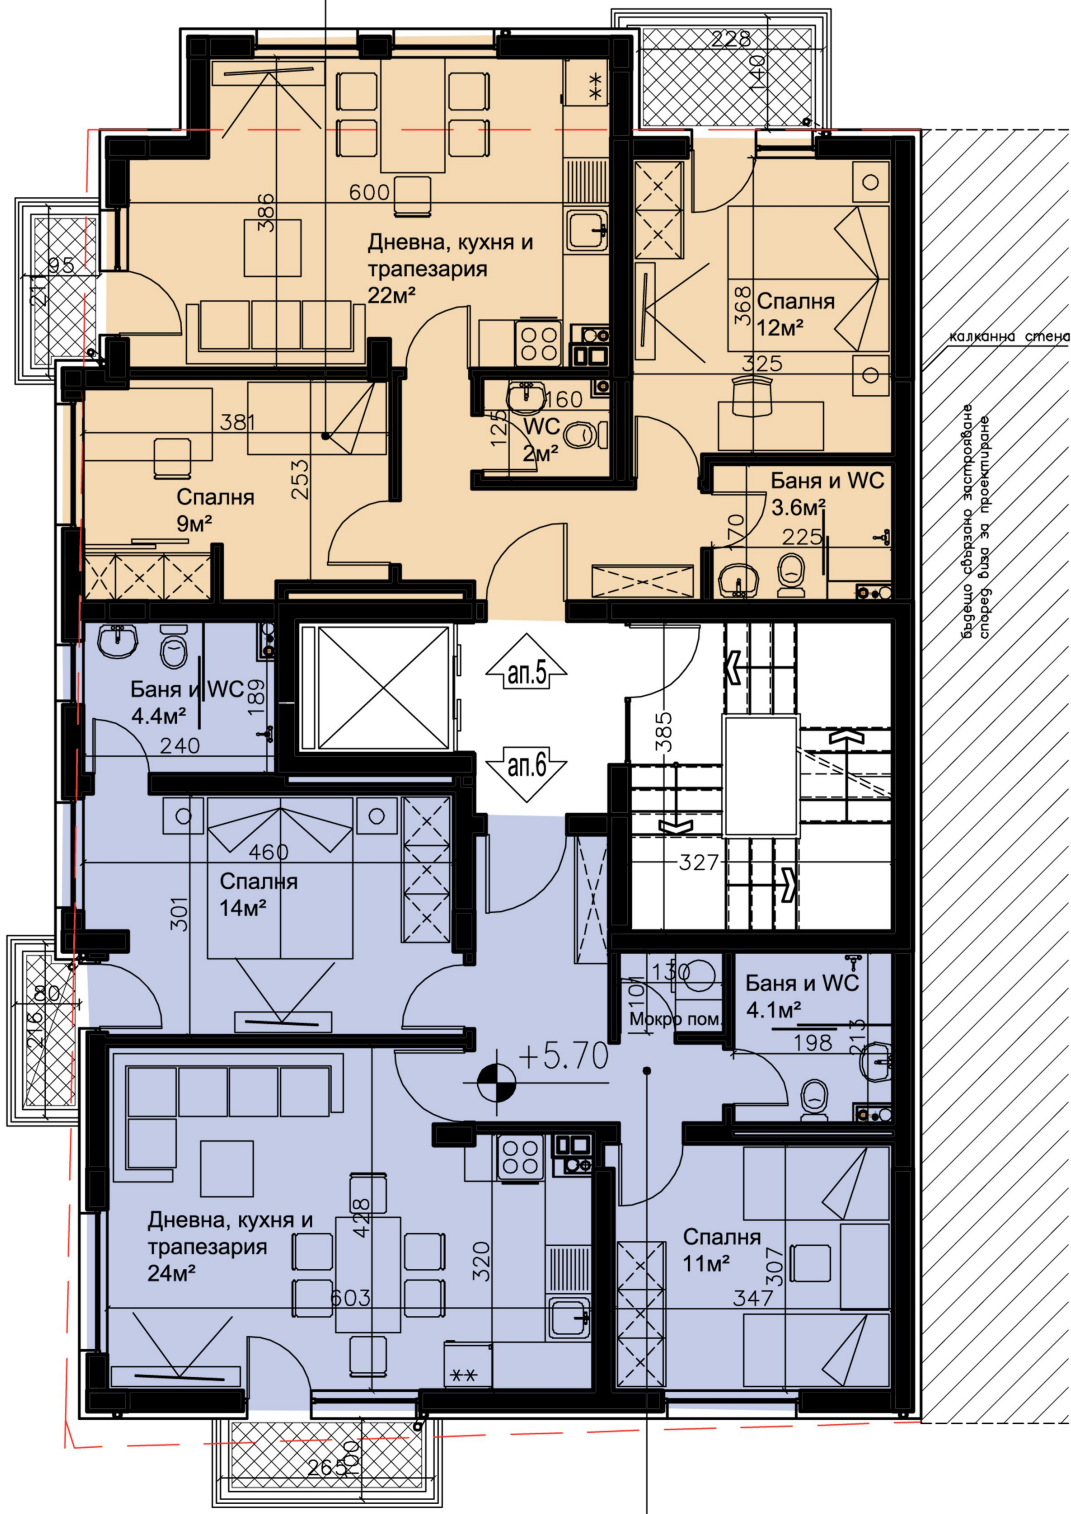 228
140
**
600
386
Дневна, кухня и
трапезария
22м²
95
211
Спалня
12м²
368
325
калканна стена
381
253
Спалня
9м²
160
125
WC
2м²
Баня и WC
3.6м²
225
70
бъдещо свързано застрояване
според виза за проектиране
ап.5
ап.6
Баня и WC
4.4м²
189
240
385
327
460
Спалня
14м²
301
80
216
130
101
Мокро пом.
Баня и WC
4.1м²
198
213
+5.70
Дневна, кухня и
трапезария
24м²
428
603
320
**
Спалня
11м²
307
347
265
100